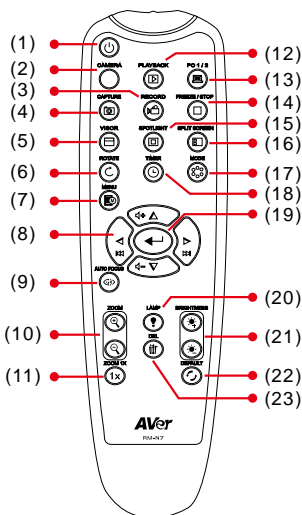 (1)
(2)
(3)
(4)
(5)
(6)
(7)
(8)
(9)
(10)
(11)
CAMERA PLAYBACK PC 1 / 2
CAPTURE RECORD FREEZE / STOP
VISOR SPOTLIGHT SPLIT SCREEN
ROTATE TIMER MODE
MENU
AUTO FOCUS
ZOOM LAMP BRIGHTNESS
DEL
ZOOM 1X DEFAULT
1x
AVer
RM-N7
(12)
(13)
(14)
(15)
(16)
(17)
(18)
(19)
(20)
(21)
(22)
(23)